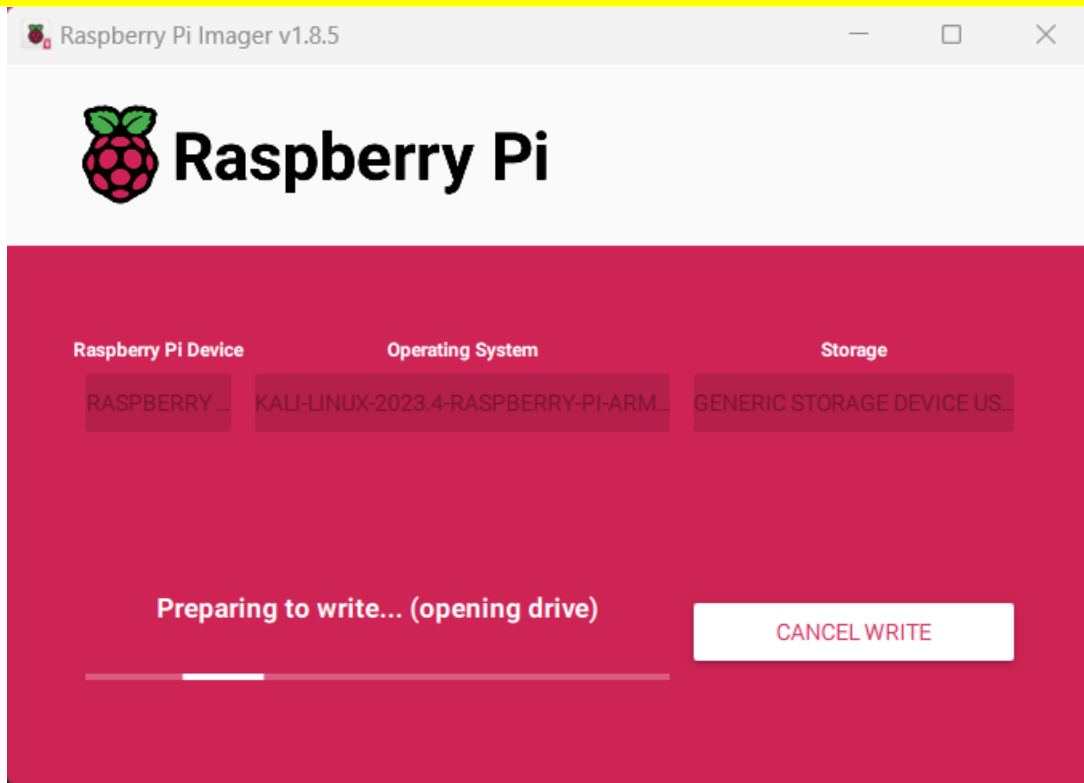 Raspberry Pi Imager v1.8.5
Raspberry Pi
Raspberry Pi Device Operating System Storage
RASPBERRY ... KALI-LINUX-2023.4-RASPBERRY-PI-ARM... GENERIC STORAGE DEVICE US...
Preparing to write... (opening drive)
CANCEL WRITE